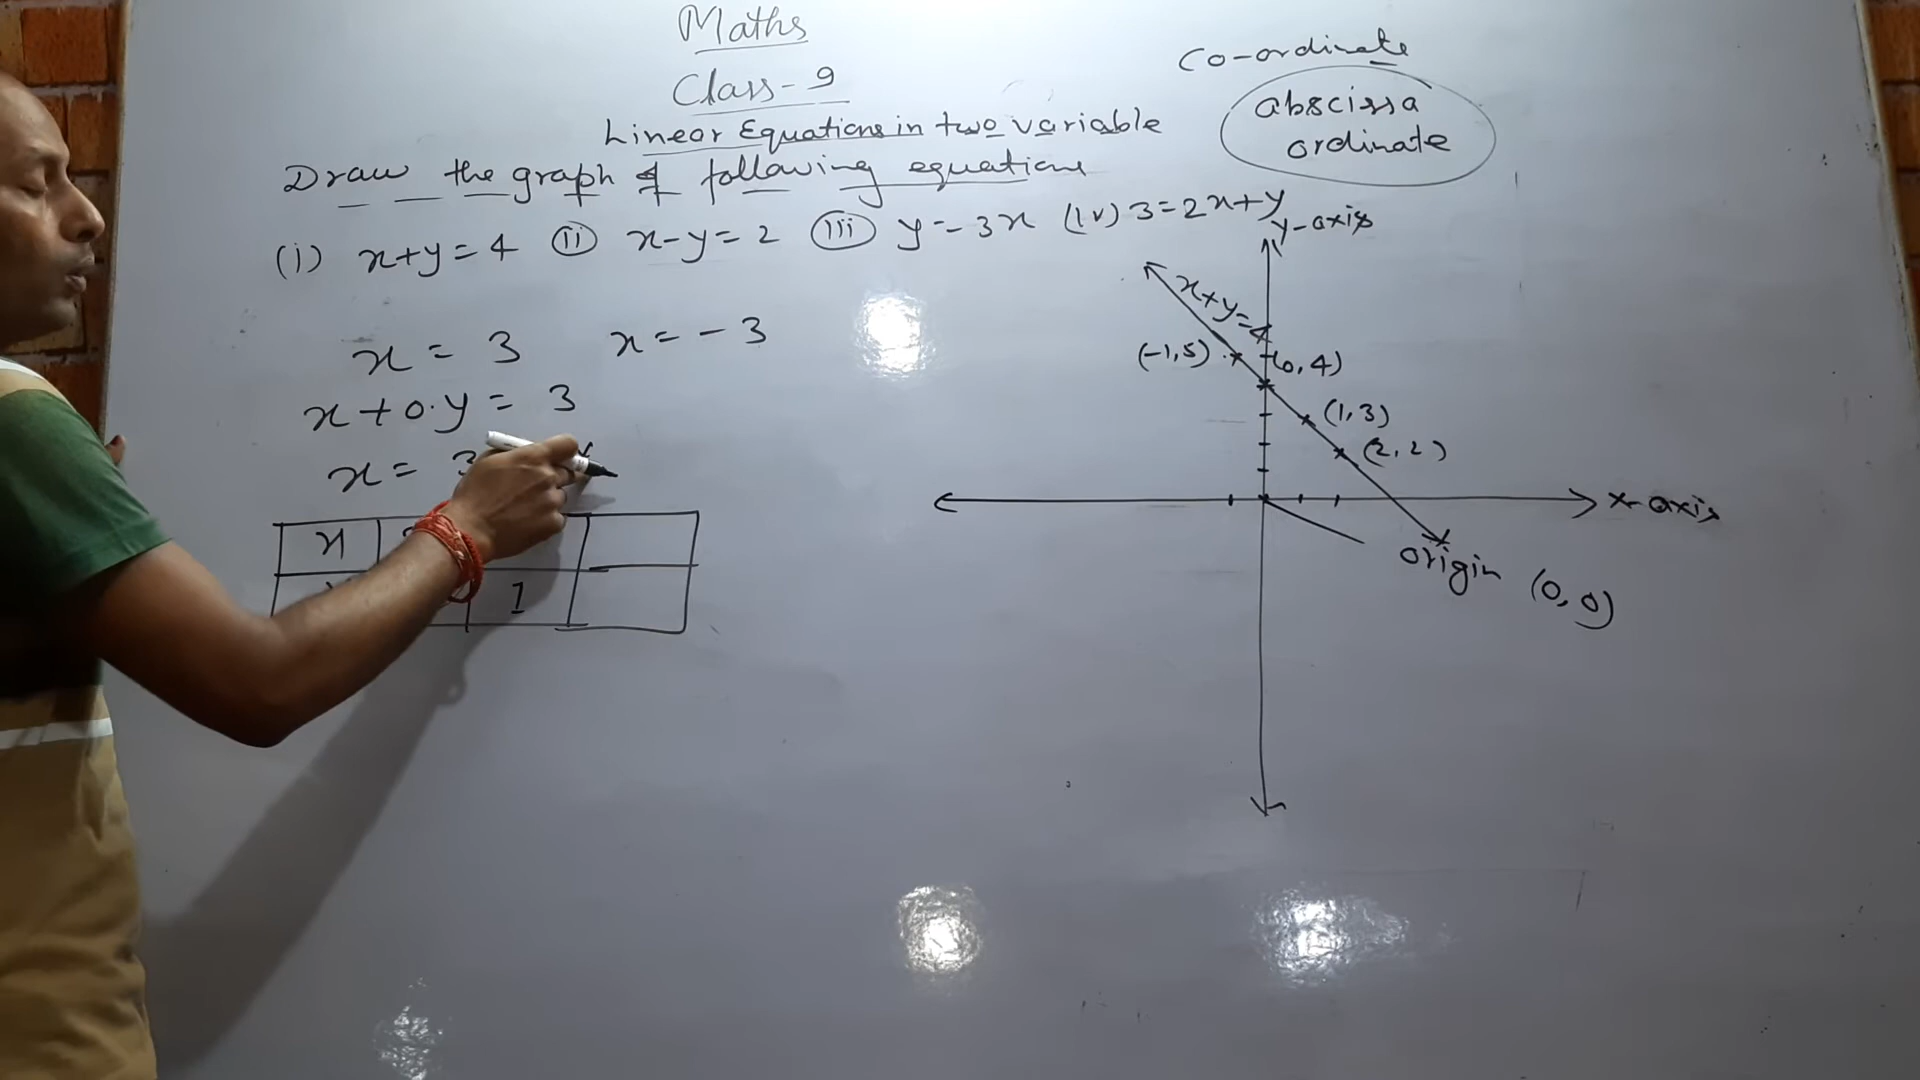 Maths
Class-9
Linear Equations in two variable
Co-ordinate
abscissa
ordinate
Draw the graph of following equations
(i) x+y=4 (ii) x-y=2 (iii) y=-3x (iv) 3=2x+y
x = 3 x = -3
x+0.y = 3
x = 3
x
1
y-axis
x+y=4
(-1,5) (0,4)
(1,3)
(2,2)
x-axis
origin (0,0)